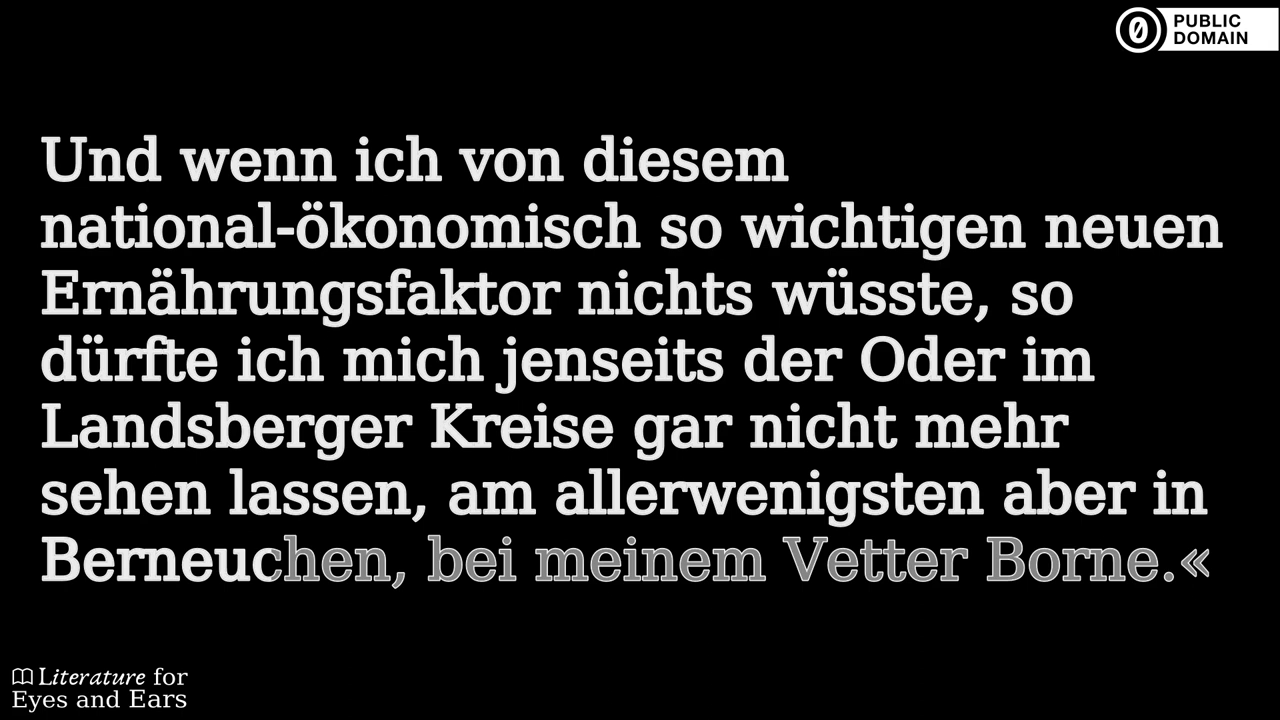 PUBLIC
DOMAIN
Und wenn ich von diesem
national-ökonomisch so wichtigen neuen
Ernährungsfaktor nichts wüsste, so
dürfte ich mich jenseits der Oder im
Landsberger Kreise gar nicht mehr
sehen lassen, am allerwenigsten aber in
Berneuchen, bei meinem Vetter Borne.«
Literature for
Eyes and Ears